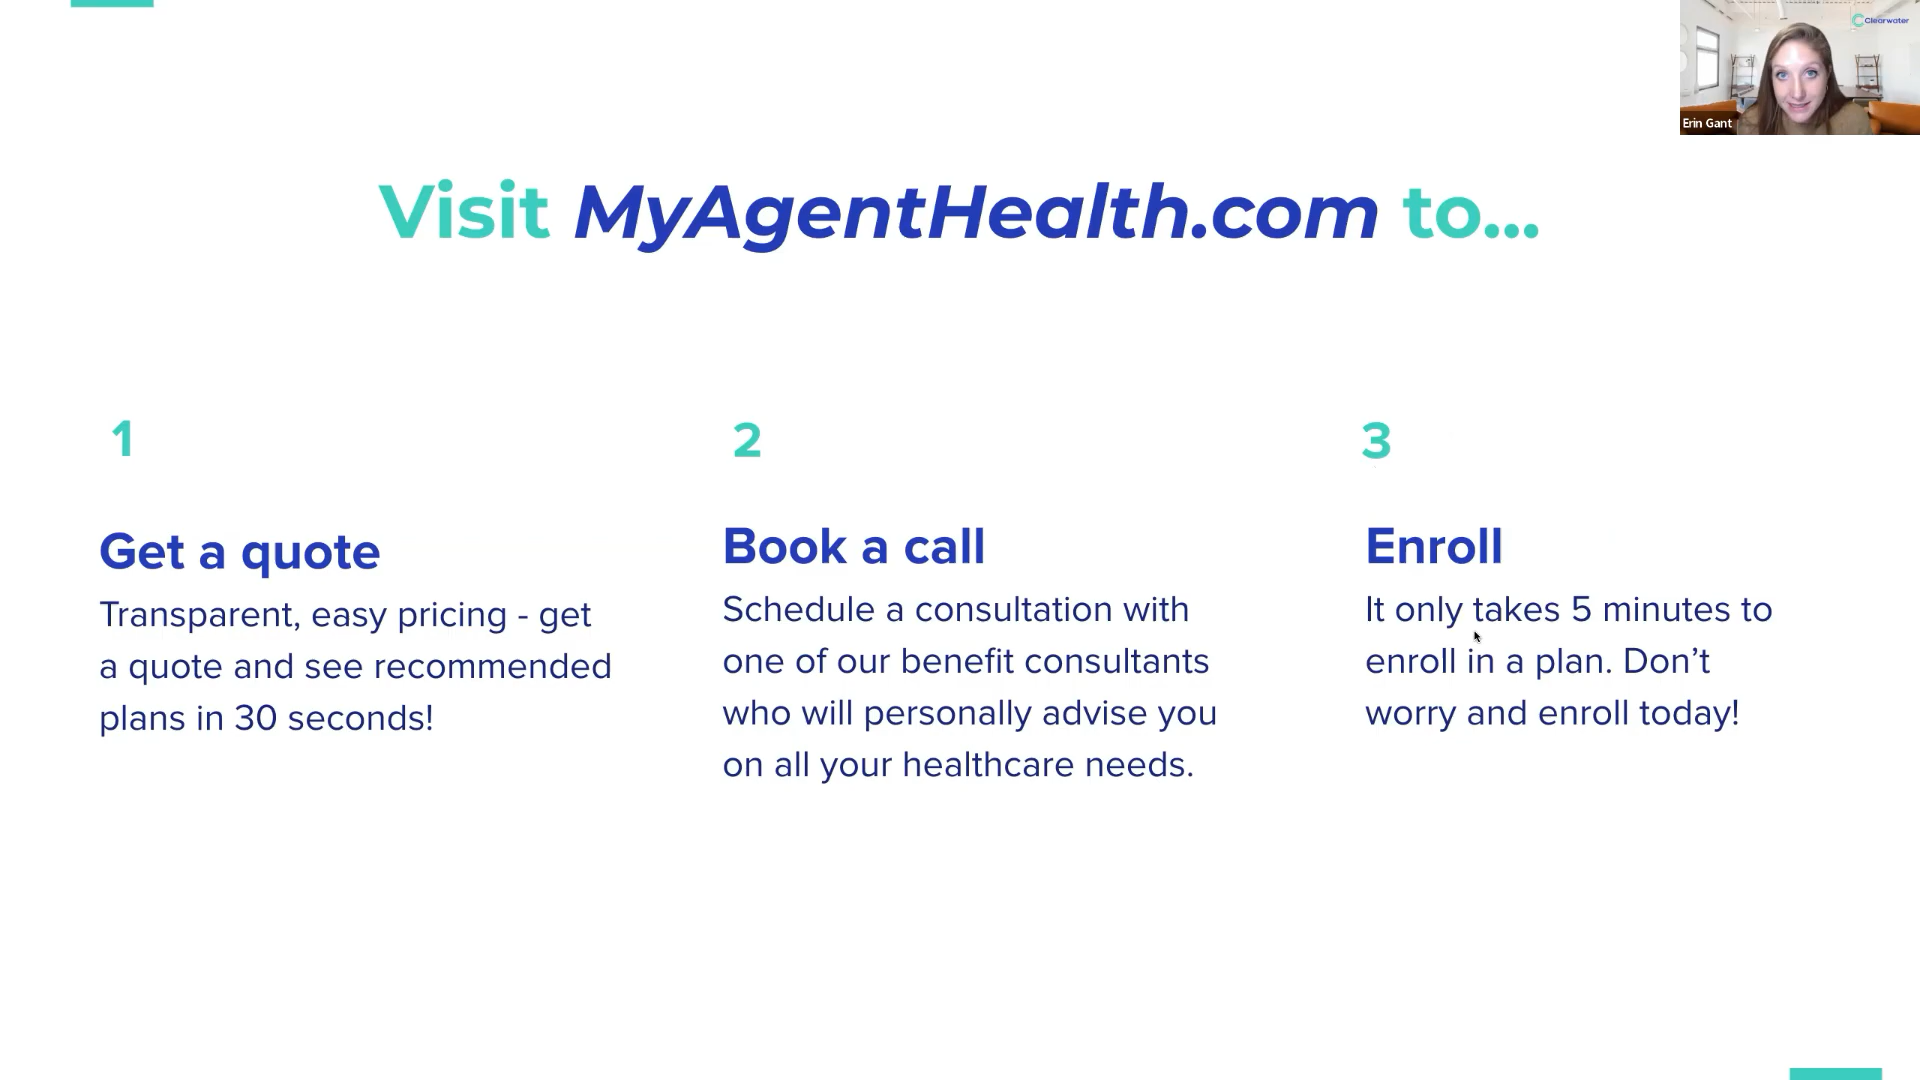 Clearwater
Erin Gant
Visit MyAgentHealth.com to...
1
Get a quote
Transparent, easy pricing - get
a quote and see recommended
plans in 30 seconds!
2
Book a call
Schedule a consultation with
one of our benefit consultants
who will personally advise you
on all your healthcare needs.
3
Enroll
It only takes 5 minutes to
enroll in a plan. Don’t
worry and enroll today!